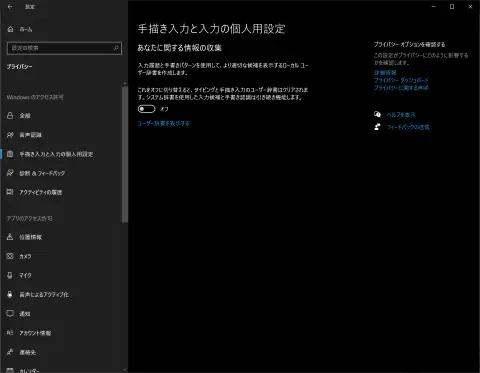 設定
ホーム
設定の検索
プライバシー
Windows のアクセス許可
全般
音声認識
手描き入力と入力の個人用設定
診断 & フィードバック
アクティビティの履歴
アプリのアクセス許可
位置情報
カメラ
マイク
音声によるアクティブ化
通知
アカウント情報
連絡先
カレンダー
手描き入力と入力の個人用設定
あなたに関する情報の収集
入力履歴と手書きパターンを使用して、より適切な候補を表示するローカル ユー
ザー辞書を作成します。
これをオフに切り替えると、タイピングと手描き入力のユーザー辞書はクリアされま
す。システム辞書を使用した入力候補と手書き認識は引き続き機能します。
オフ
ユーザー辞書を表示する
プライバシー オプションを確認する
この設定がプライバシーにどのように影響する
かを確認します。
詳細情報
プライバシー ダッシュボード
プライバシーに関する声明
ヘルプを表示
フィードバックの送信